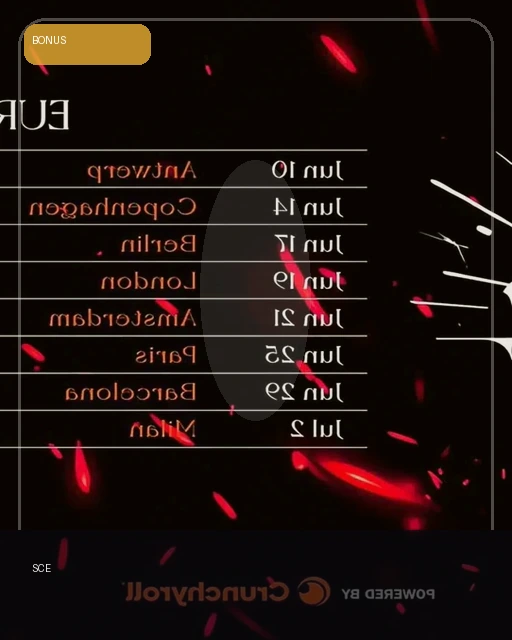 BONUS
EUR
Jun 10 Antwerp
Jun 14 Copenhagen
Jun 17 Berlin
Jun 19 London
Jun 21 Amsterdam
Jun 25 Paris
Jun 29 Barcelona
Jul 2 Milan
SCE
POWERED BY Crunchyroll